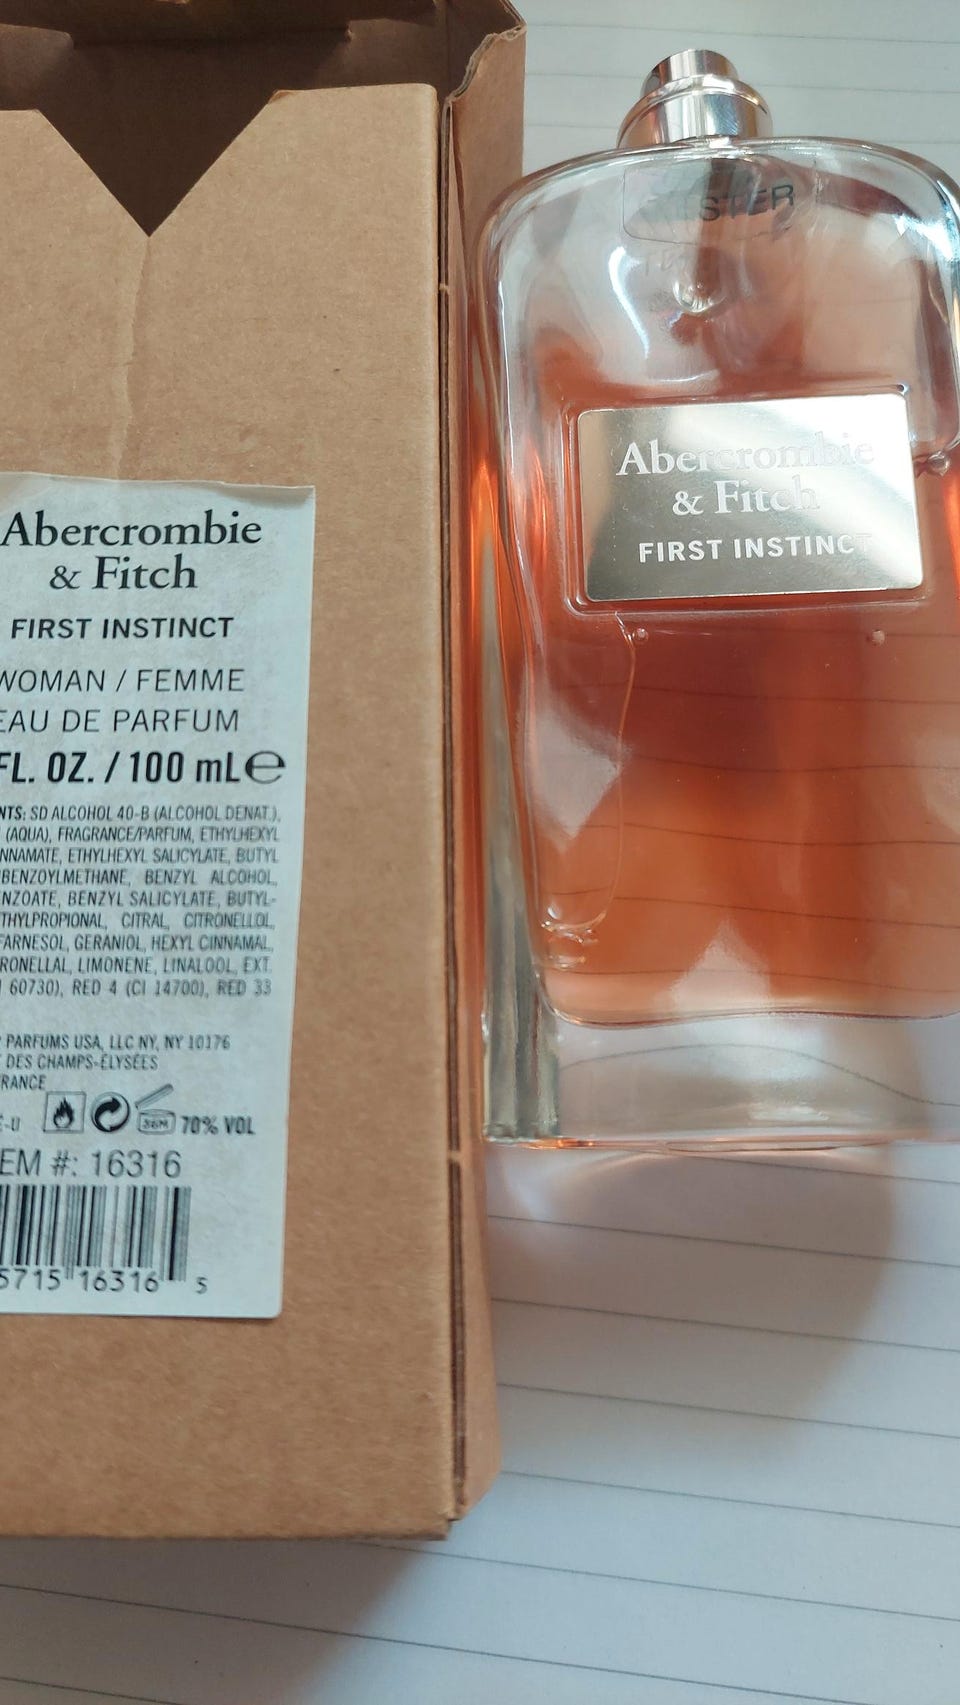 Abercrombie
& Fitch
FIRST INSTINCT
WOMAN / FEMME
EAU DE PARFUM
FL. OZ. / 100 mL℮
NTS: SD ALCOHOL 40-B (ALCOHOL DENAT.),
(AQUA), FRAGRANCE/PARFUM, ETHYLHEXYL
NNAMATE, ETHYLHEXYL SALICYLATE, BUTYL
BENZOYLMETHANE, BENZYL ALCOHOL,
NZOATE, BENZYL SALICYLATE, BUTYL-
THYLPROPIONAL, CITRAL, CITRONELLOL,
FARNESOL, GERANIOL, HEXYL CINNAMAL,
RONELLAL, LIMONENE, LINALOOL, EXT.
60730), RED 4 (CI 14700), RED 33
PARFUMS USA, LLC NY, NY 10176
DES CHAMPS-ÉLYSÉES
RANCE
E-U
36M 70% VOL
EM #: 16316
5715 16316 5
TESTER
Abercrombie
& Fitch
FIRST INSTINCT